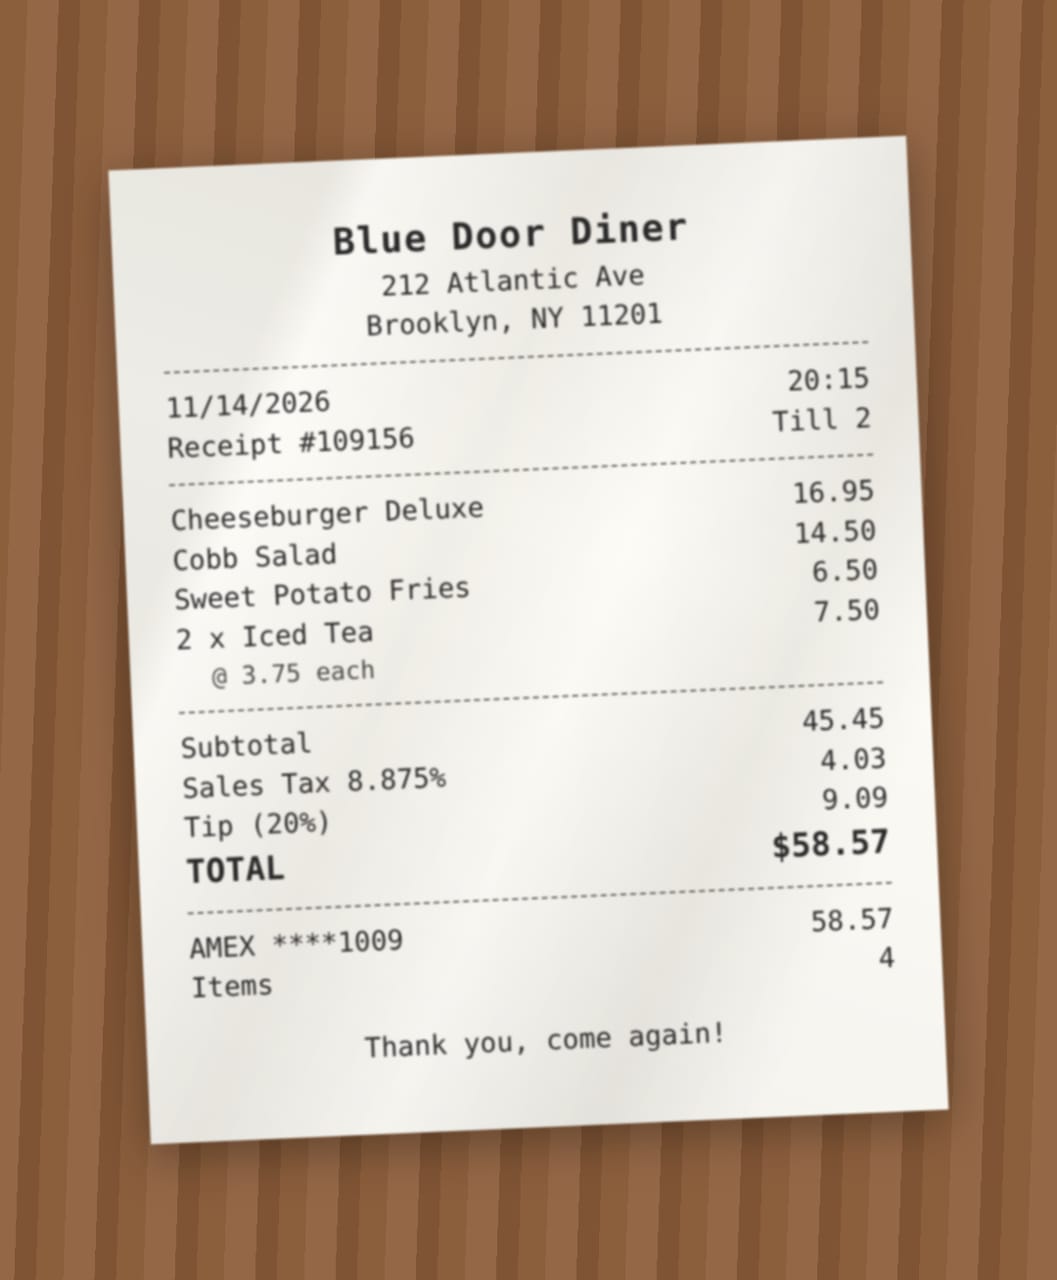 Blue Door Diner
212 Atlantic Ave
Brooklyn, NY 11201
11/14/2026 20:15
Receipt #109156 Till 2
Cheeseburger Deluxe 16.95
Cobb Salad 14.50
Sweet Potato Fries 6.50
2 x Iced Tea 7.50
@ 3.75 each
Subtotal 45.45
Sales Tax 8.875% 4.03
Tip (20%) 9.09
TOTAL $58.57
AMEX ****1009 58.57
Items 4
Thank you, come again!